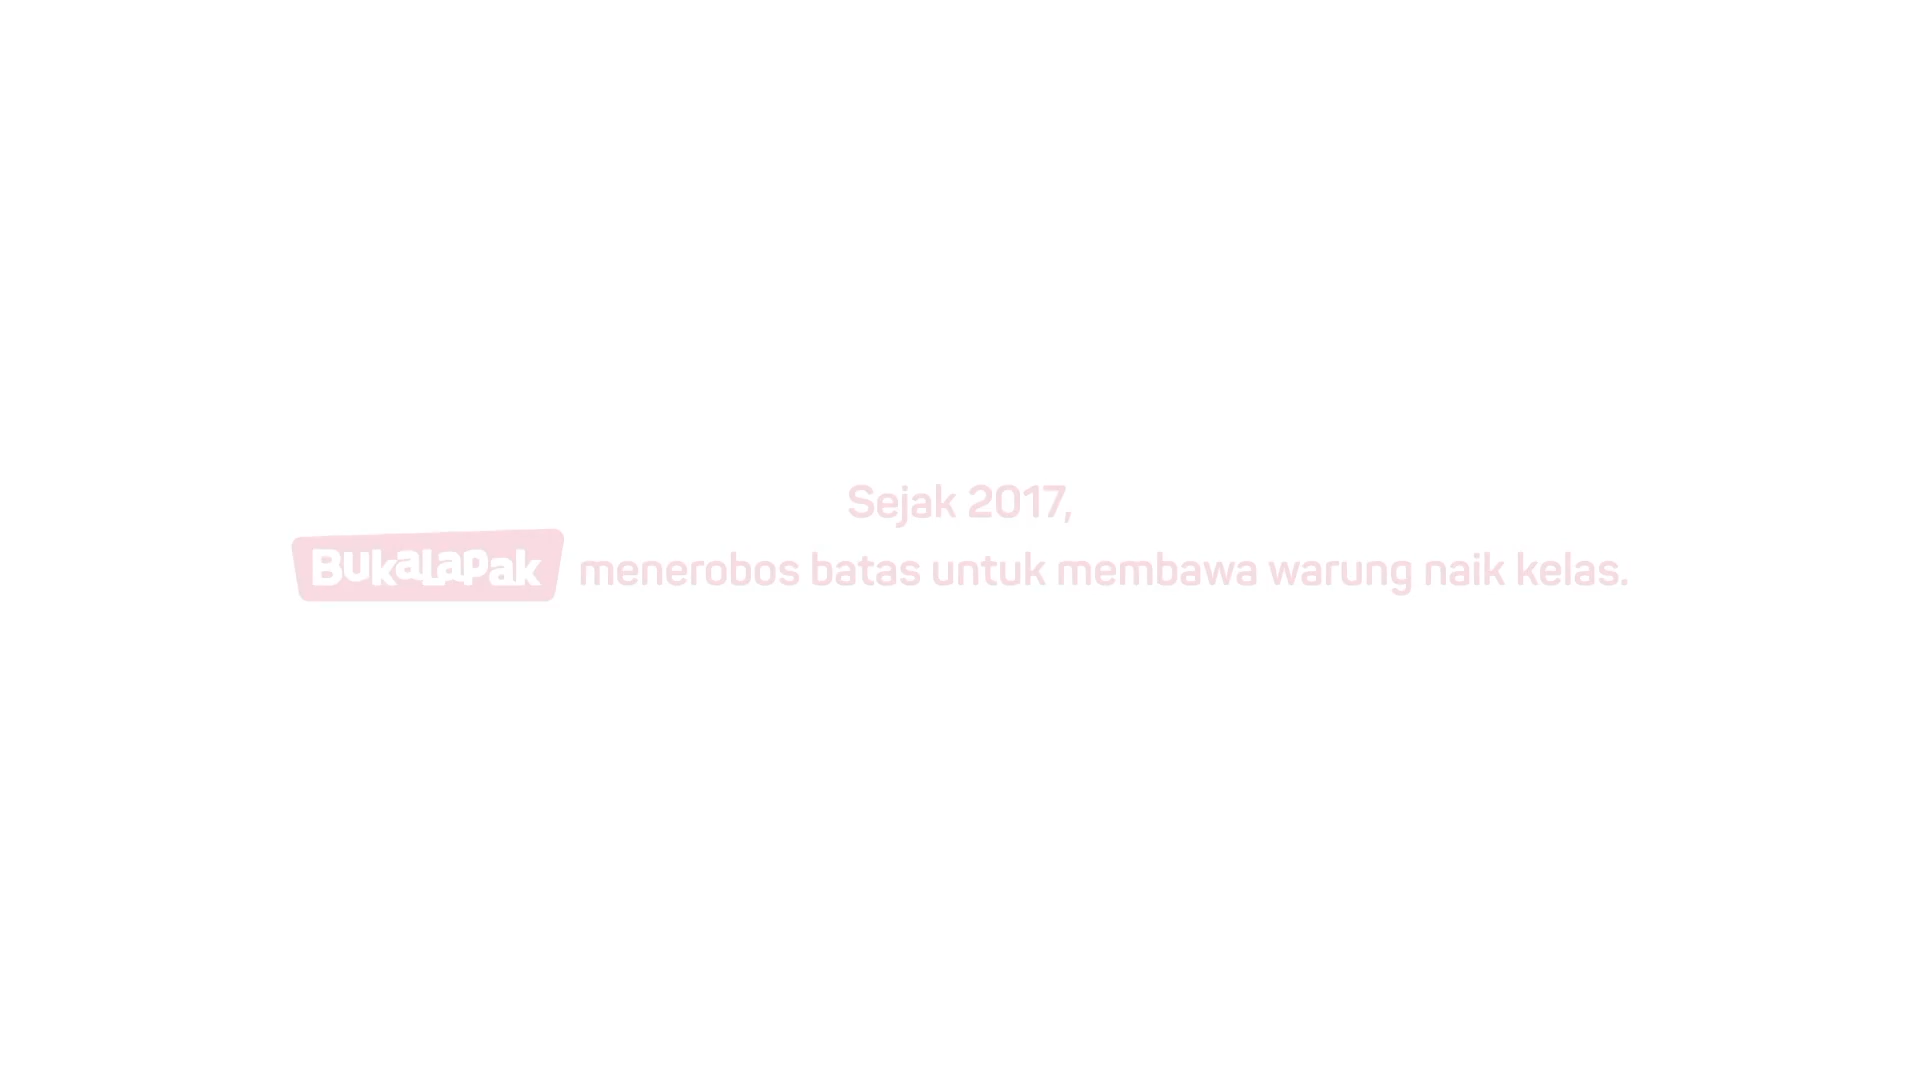 Sejak 2017,
BukaLapak menerobos batas untuk membawa warung naik kelas.